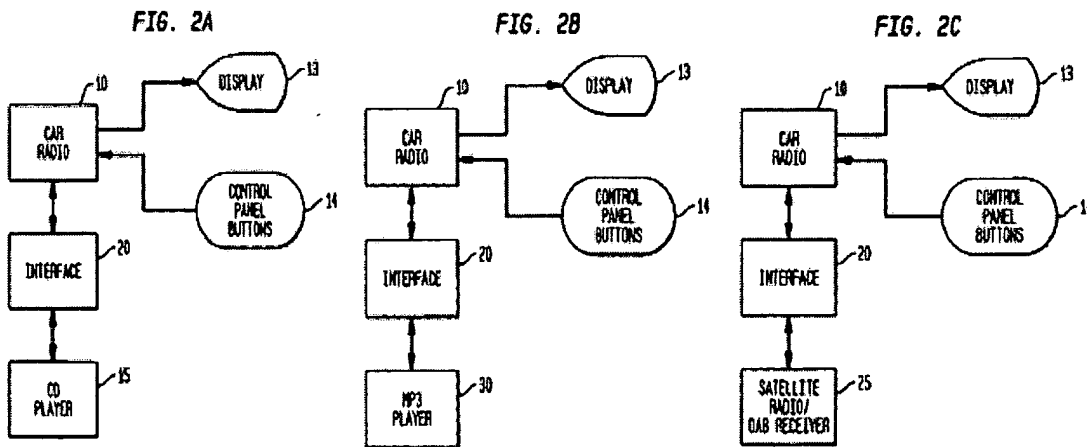 FIG. 2A
13
DISPLAY
10
CAR
RADIO
CONTROL
PANEL
BUTTONS
14
20
INTERFACE
15
CD
PLAYER
FIG. 2B
13
DISPLAY
10
CAR
RADIO
CONTROL
PANEL
BUTTONS
14
20
INTERFACE
30
MP3
PLAYER
FIG. 2C
13
DISPLAY
10
CAR
RADIO
CONTROL
PANEL
BUTTONS
20
INTERFACE
25
SATELLITE
RADIO/
DAB RECEIVER